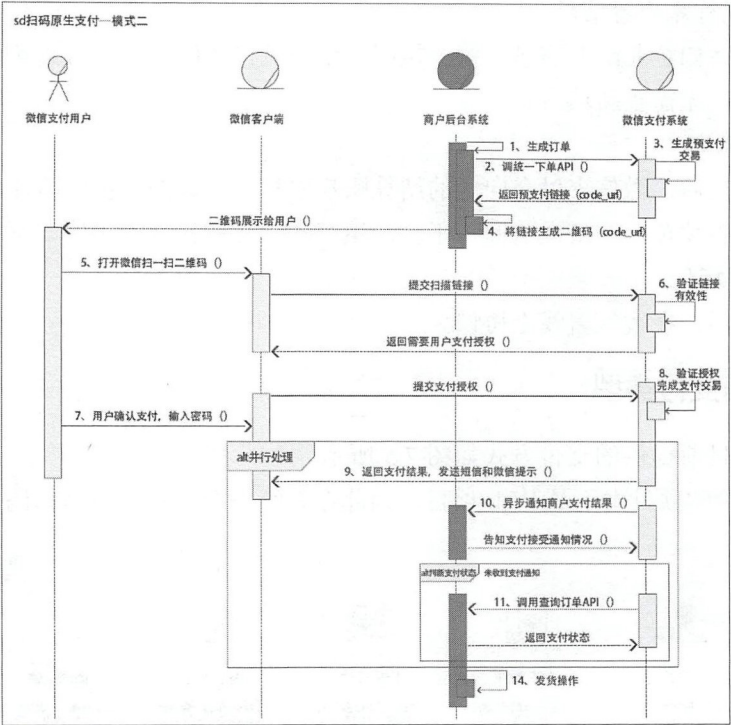 sd扫码原生支付—模式二
微信支付用户
微信客户端
商户后台系统
微信支付系统
1、生成订单
3、生成预支付
交易
2、调统一下单API()
返回预支付链接(code_url)
二维码展示给用户()
4、将链接生成二维码(code_url)
5、打开微信扫一扫二维码()
提交扫描链接()
6、验证链接
有效性
返回需要用户支付授权()
提交支付授权()
8、验证授权
完成支付交易
7、用户确认支付,输入密码()
alt并行处理
9、返回支付结果,发送短信和微信提示()
10、异步通知商户支付结果()
告知支付接受通知情况()
alt判断支付状态 未收到支付通知
11、调用查询订单API()
返回支付状态
14、发货操作